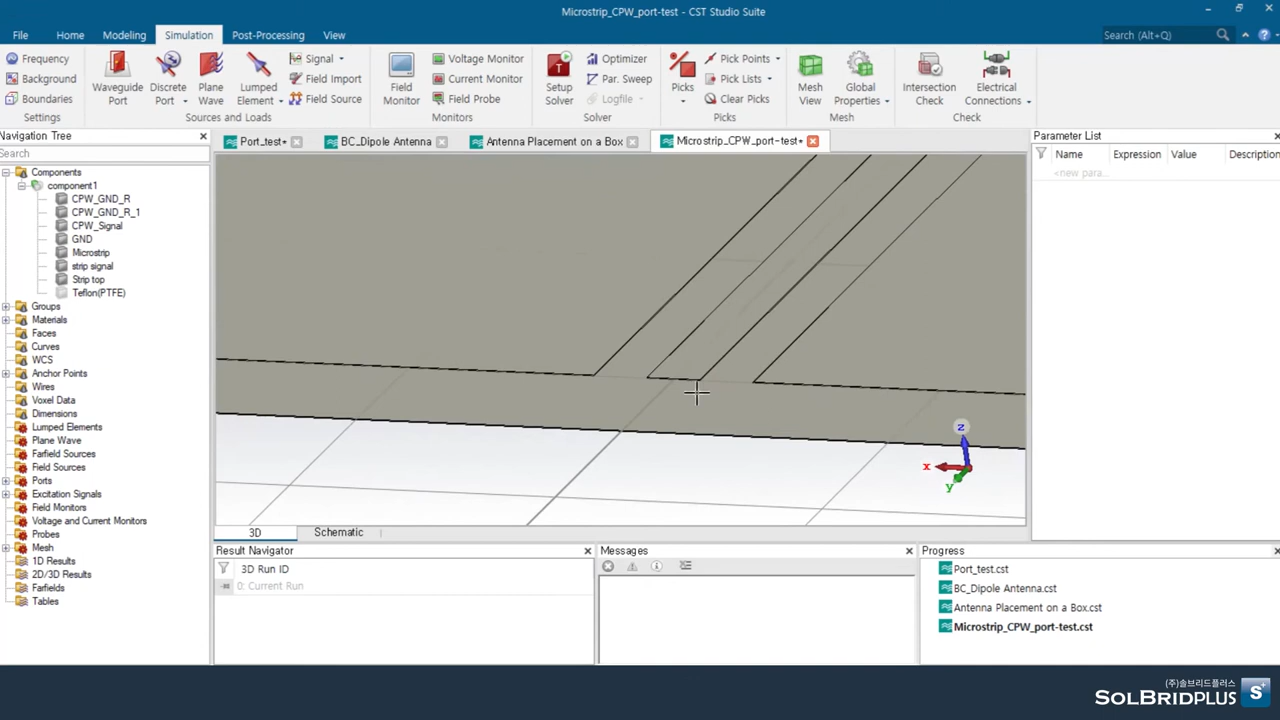 Microstrip_CPW_port-test - CST Studio Suite
File
Home
Modeling
Simulation
Post-Processing
View
Search (Alt+Q)
Frequency
Background
Boundaries
Settings
Waveguide
Port
Discrete
Port
Plane
Wave
Lumped
Element
Signal
Field Import
Field Source
Sources and Loads
Field
Monitor
Voltage Monitor
Current Monitor
Field Probe
Monitors
Setup
Solver
Optimizer
Par. Sweep
Logfile
Solver
Picks
Pick Points
Pick Lists
Clear Picks
Picks
Mesh
View
Global
Properties
Mesh
Intersection
Check
Electrical
Connections
Check
Navigation Tree
Search
Components
component1
CPW_GND_R
CPW_GND_R_1
CPW_Signal
GND
Microstrip
strip signal
Strip top
Teflon(PTFE)
Groups
Materials
Faces
Curves
WCS
Anchor Points
Wires
Voxel Data
Dimensions
Lumped Elements
Plane Wave
Farfield Sources
Field Sources
Ports
Excitation Signals
Field Monitors
Voltage and Current Monitors
Probes
Mesh
1D Results
2D/3D Results
Farfields
Tables
Port_test*
BC_Dipole Antenna
Antenna Placement on a Box
Microstrip_CPW_port-test*
z
x
y
3D
Schematic
Parameter List
Name
Expression
Value
Description
<new para...
Result Navigator
3D Run ID
0: Current Run
Messages
Progress
Port_test.cst
BC_Dipole Antenna.cst
Antenna Placement on a Box.cst
Microstrip_CPW_port-test.cst
(주)솔브리드플러스
SOLBRIDPLUS
S+